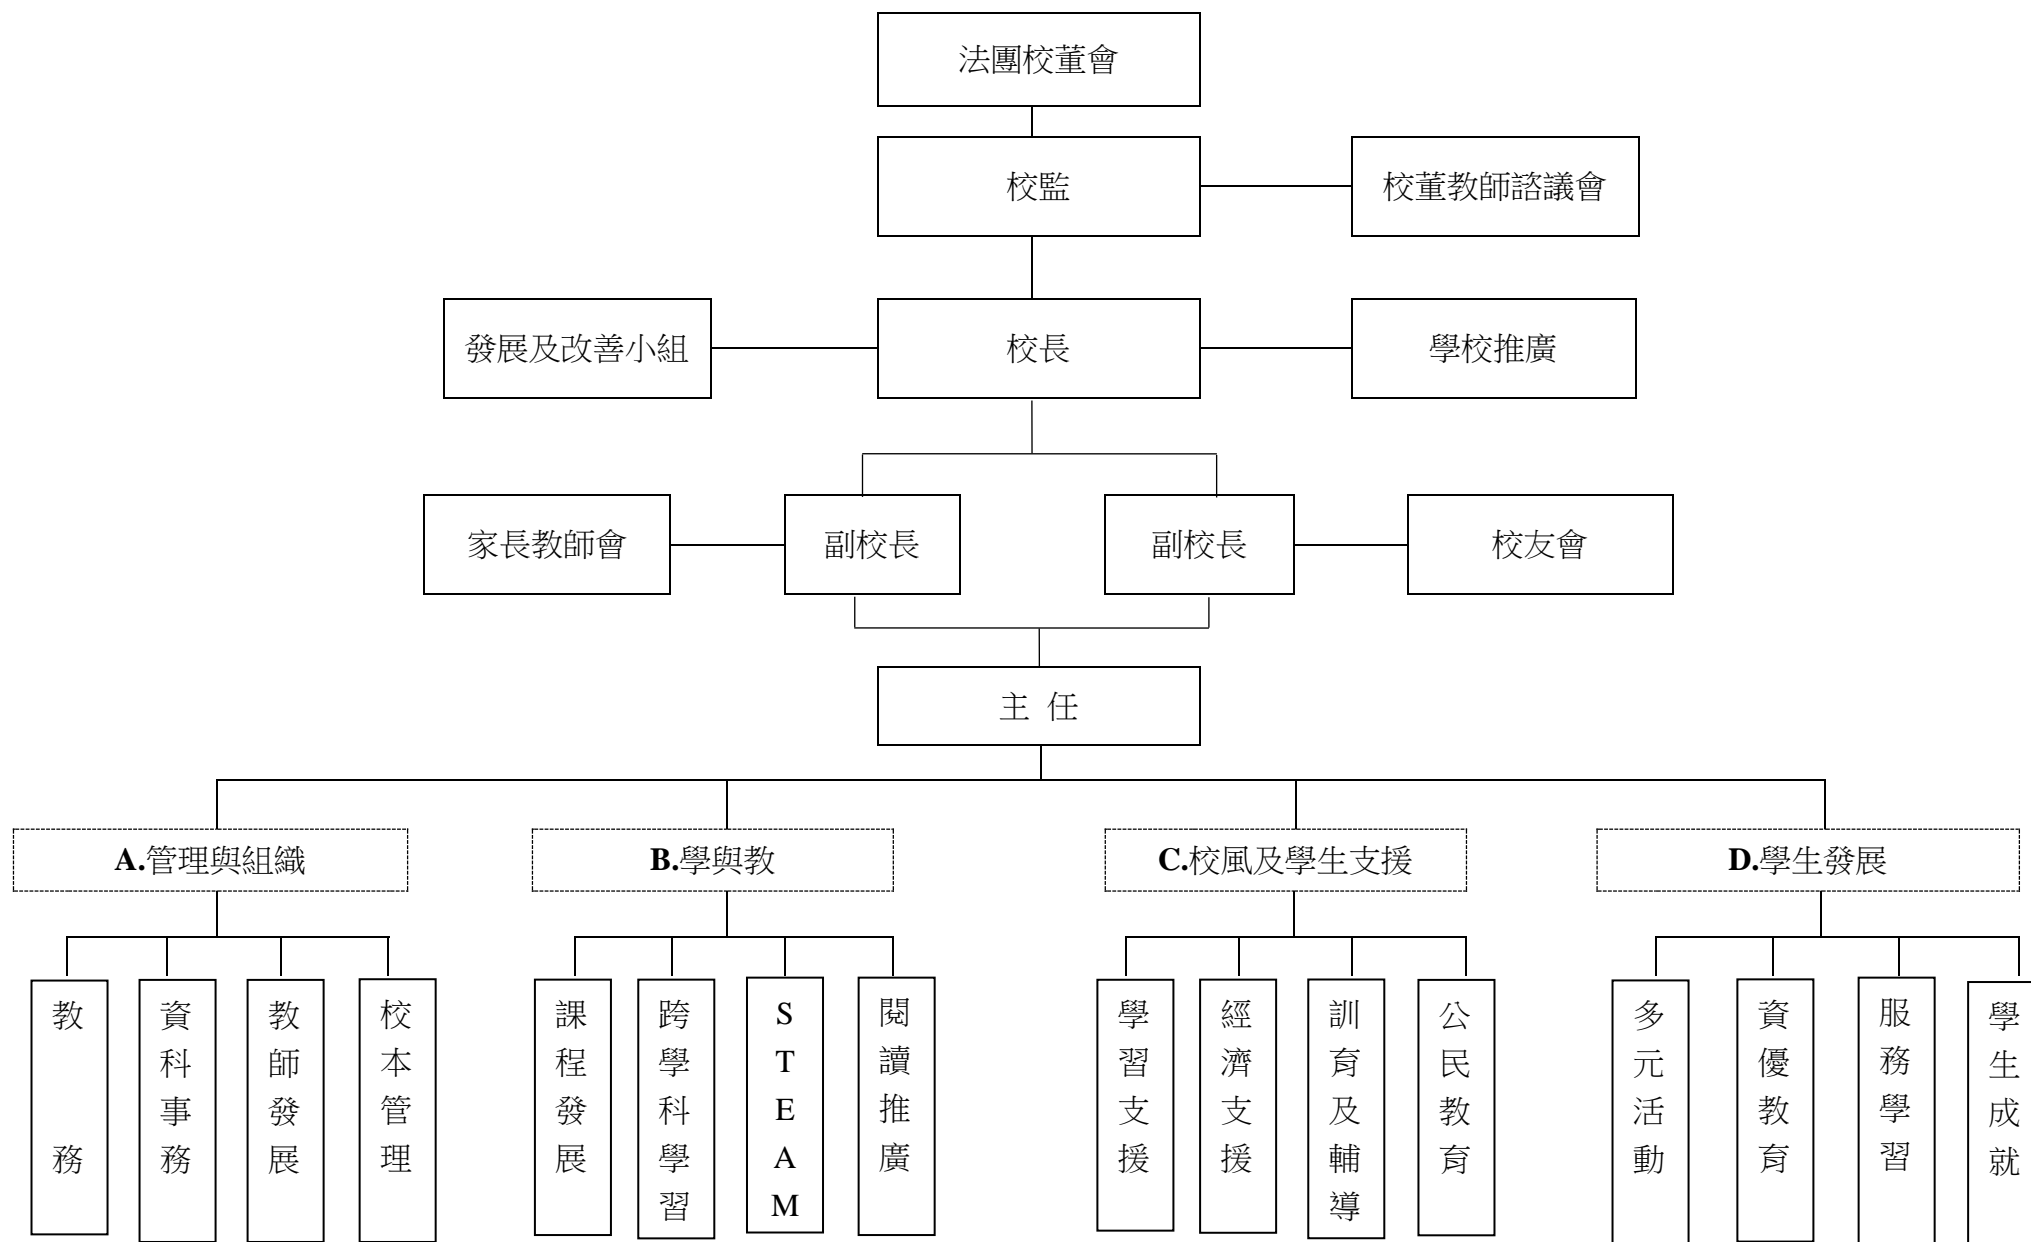 法團校董會
校監
校董教師諮議會
發展及改善小組
校長
學校推廣
家長教師會
副校長
副校長
校友會
主 任
A.管理與組織
B.學與教
C.校風及學生支援
D.學生發展
教務
資科事務
教師發展
校本管理
課程發展
跨學科學習
STEAM
閱讀推廣
學習支援
經濟支援
訓育及輔導
公民教育
多元活動
資優教育
服務學習
學生成就